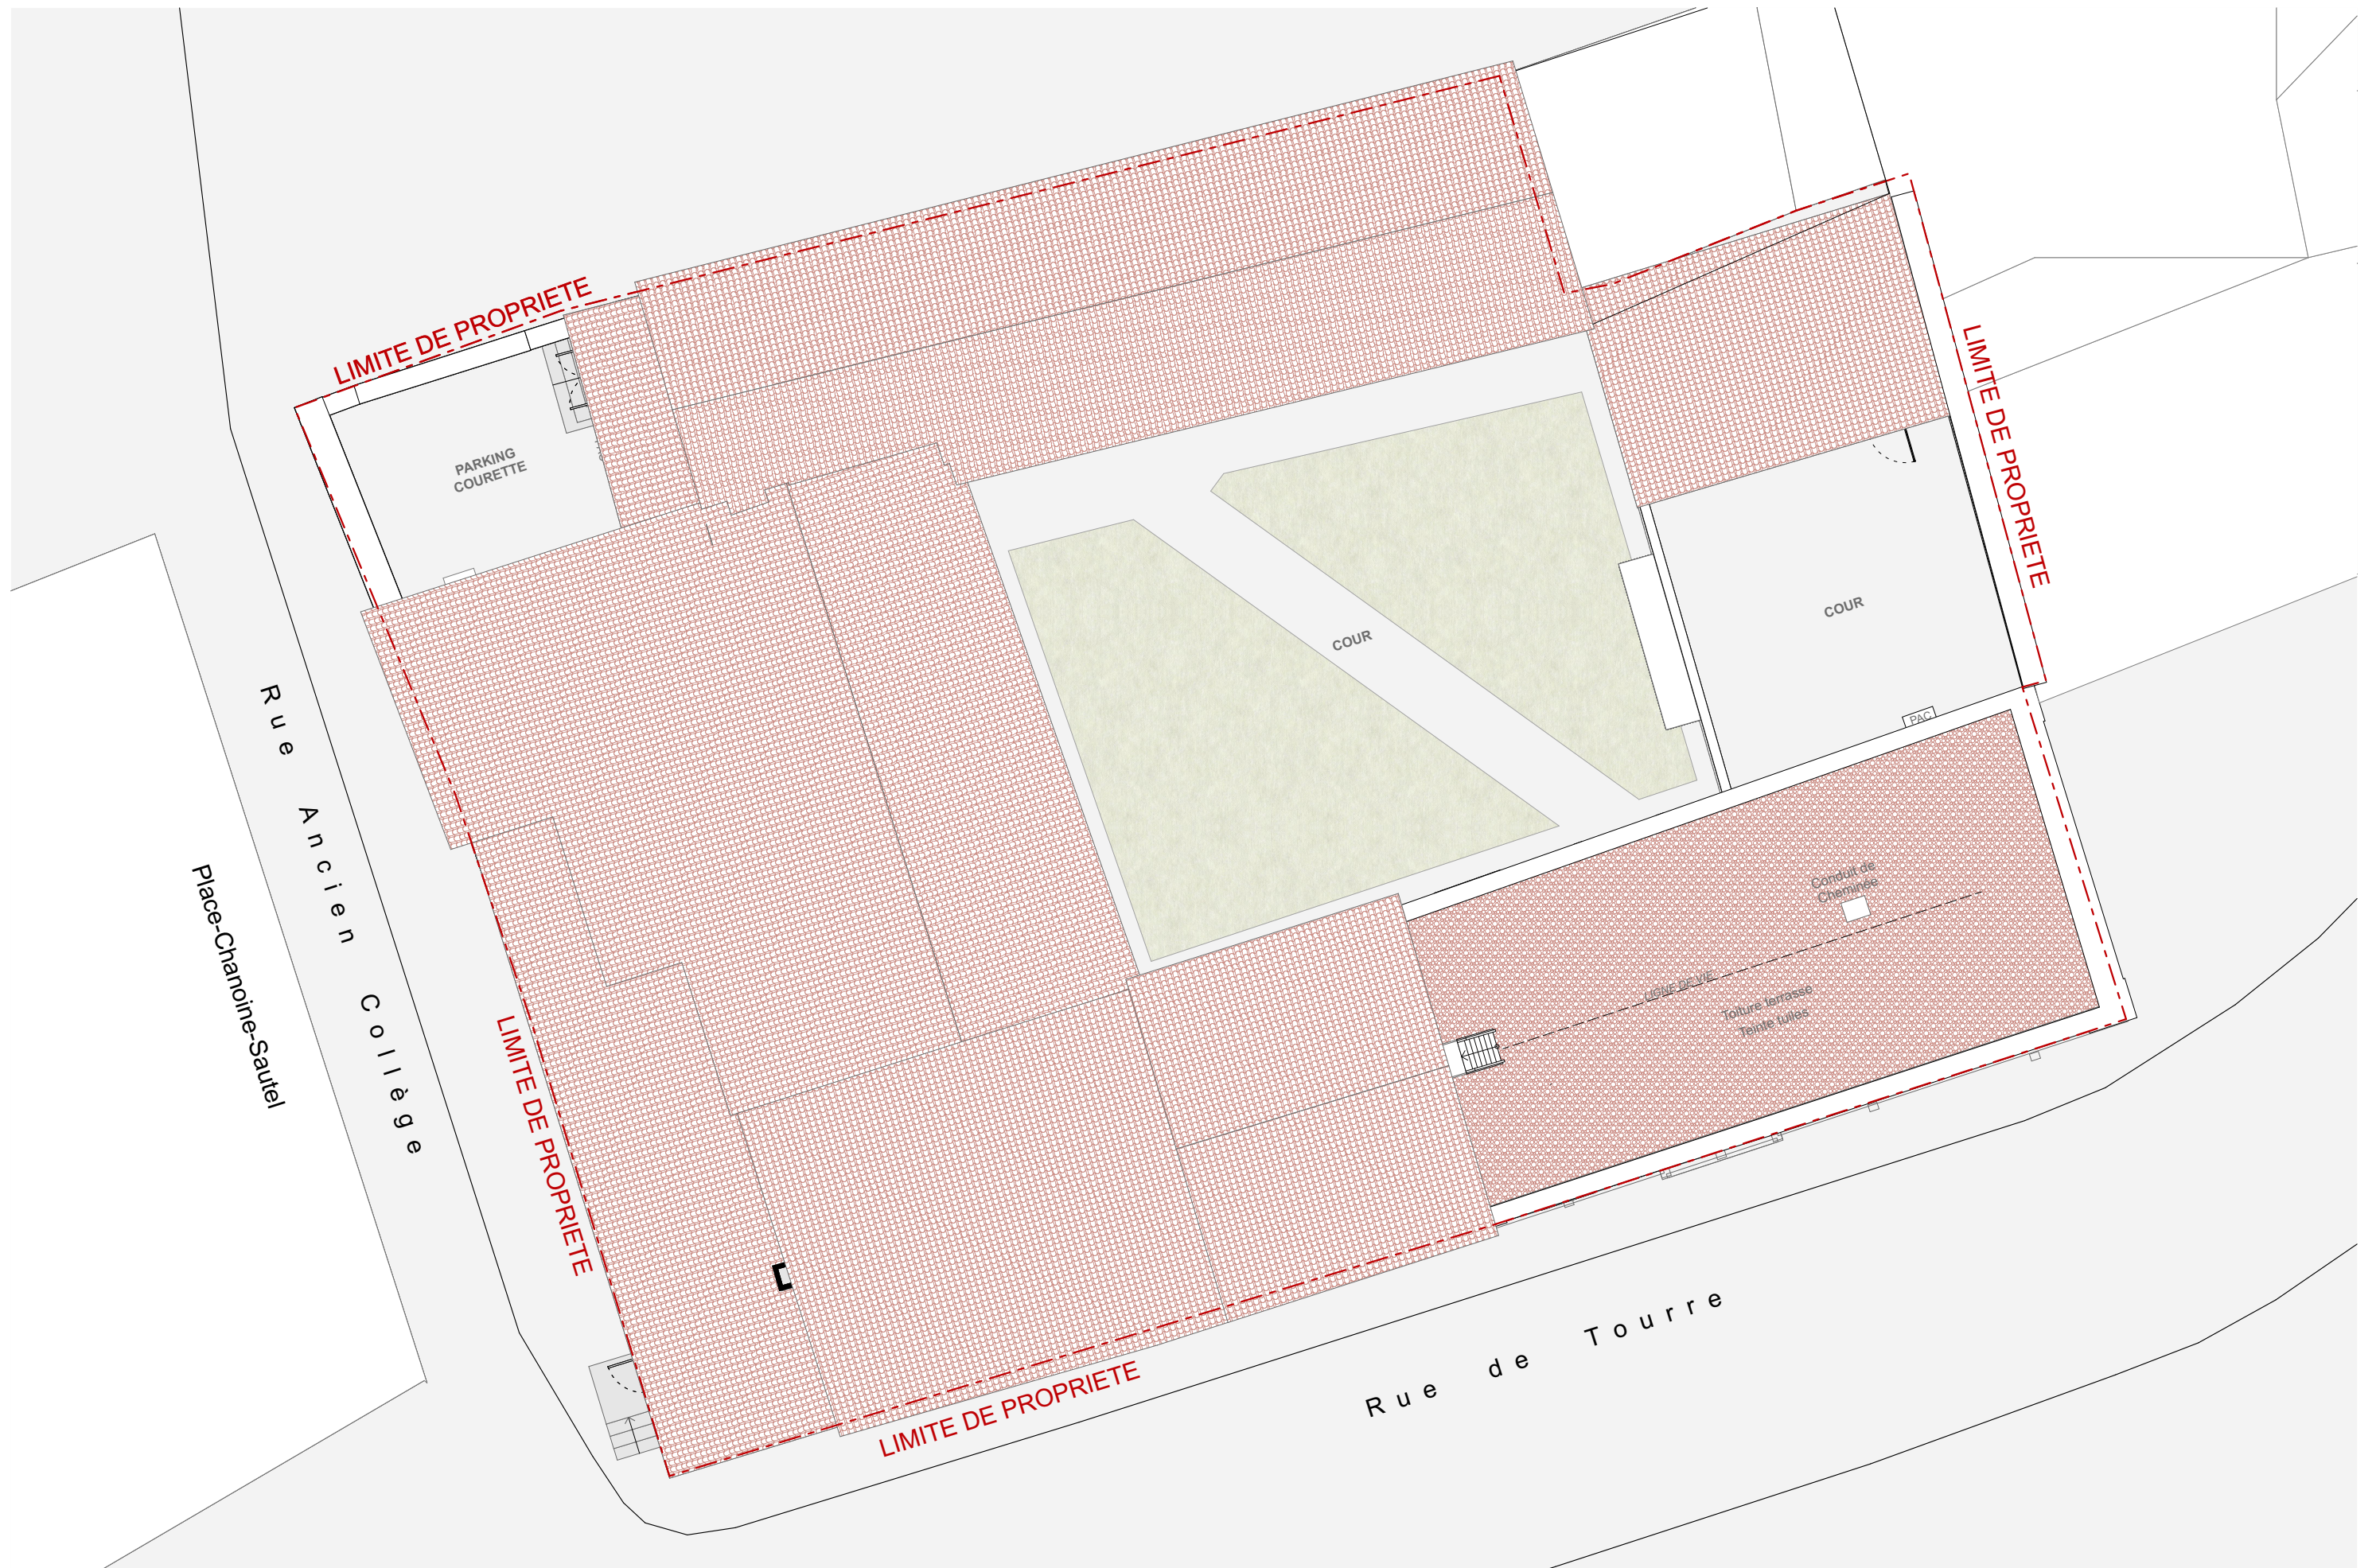 LIMITE DE PROPRIETE
PARKING
COURETTE
LIMITE DE PROPRIETE
COUR
COUR
PAC
Rue Ancien Collège
Place-Chanoine-Sautel
Conduit de
Cheminée
LIGNE DE VIE
Toiture terrasse
Teinte tuiles
LIMITE DE PROPRIETE
Rue de Tourre
LIMITE DE PROPRIETE